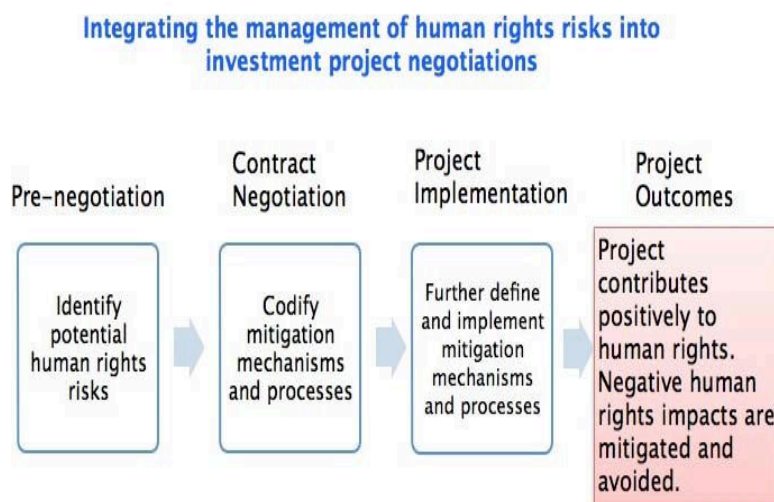 Integrating the management of human rights risks into
investment project negotiations
Pre-negotiation
Contract
Negotiation
Project
Implementation
Project
Outcomes
Identify
potential
human rights
risks
Codify
mitigation
mechanisms
and processes
Further define
and implement
mitigation
mechanisms
and processes
Project
contributes
positively to
human rights.
Negative human
rights impacts are
mitigated and
avoided.